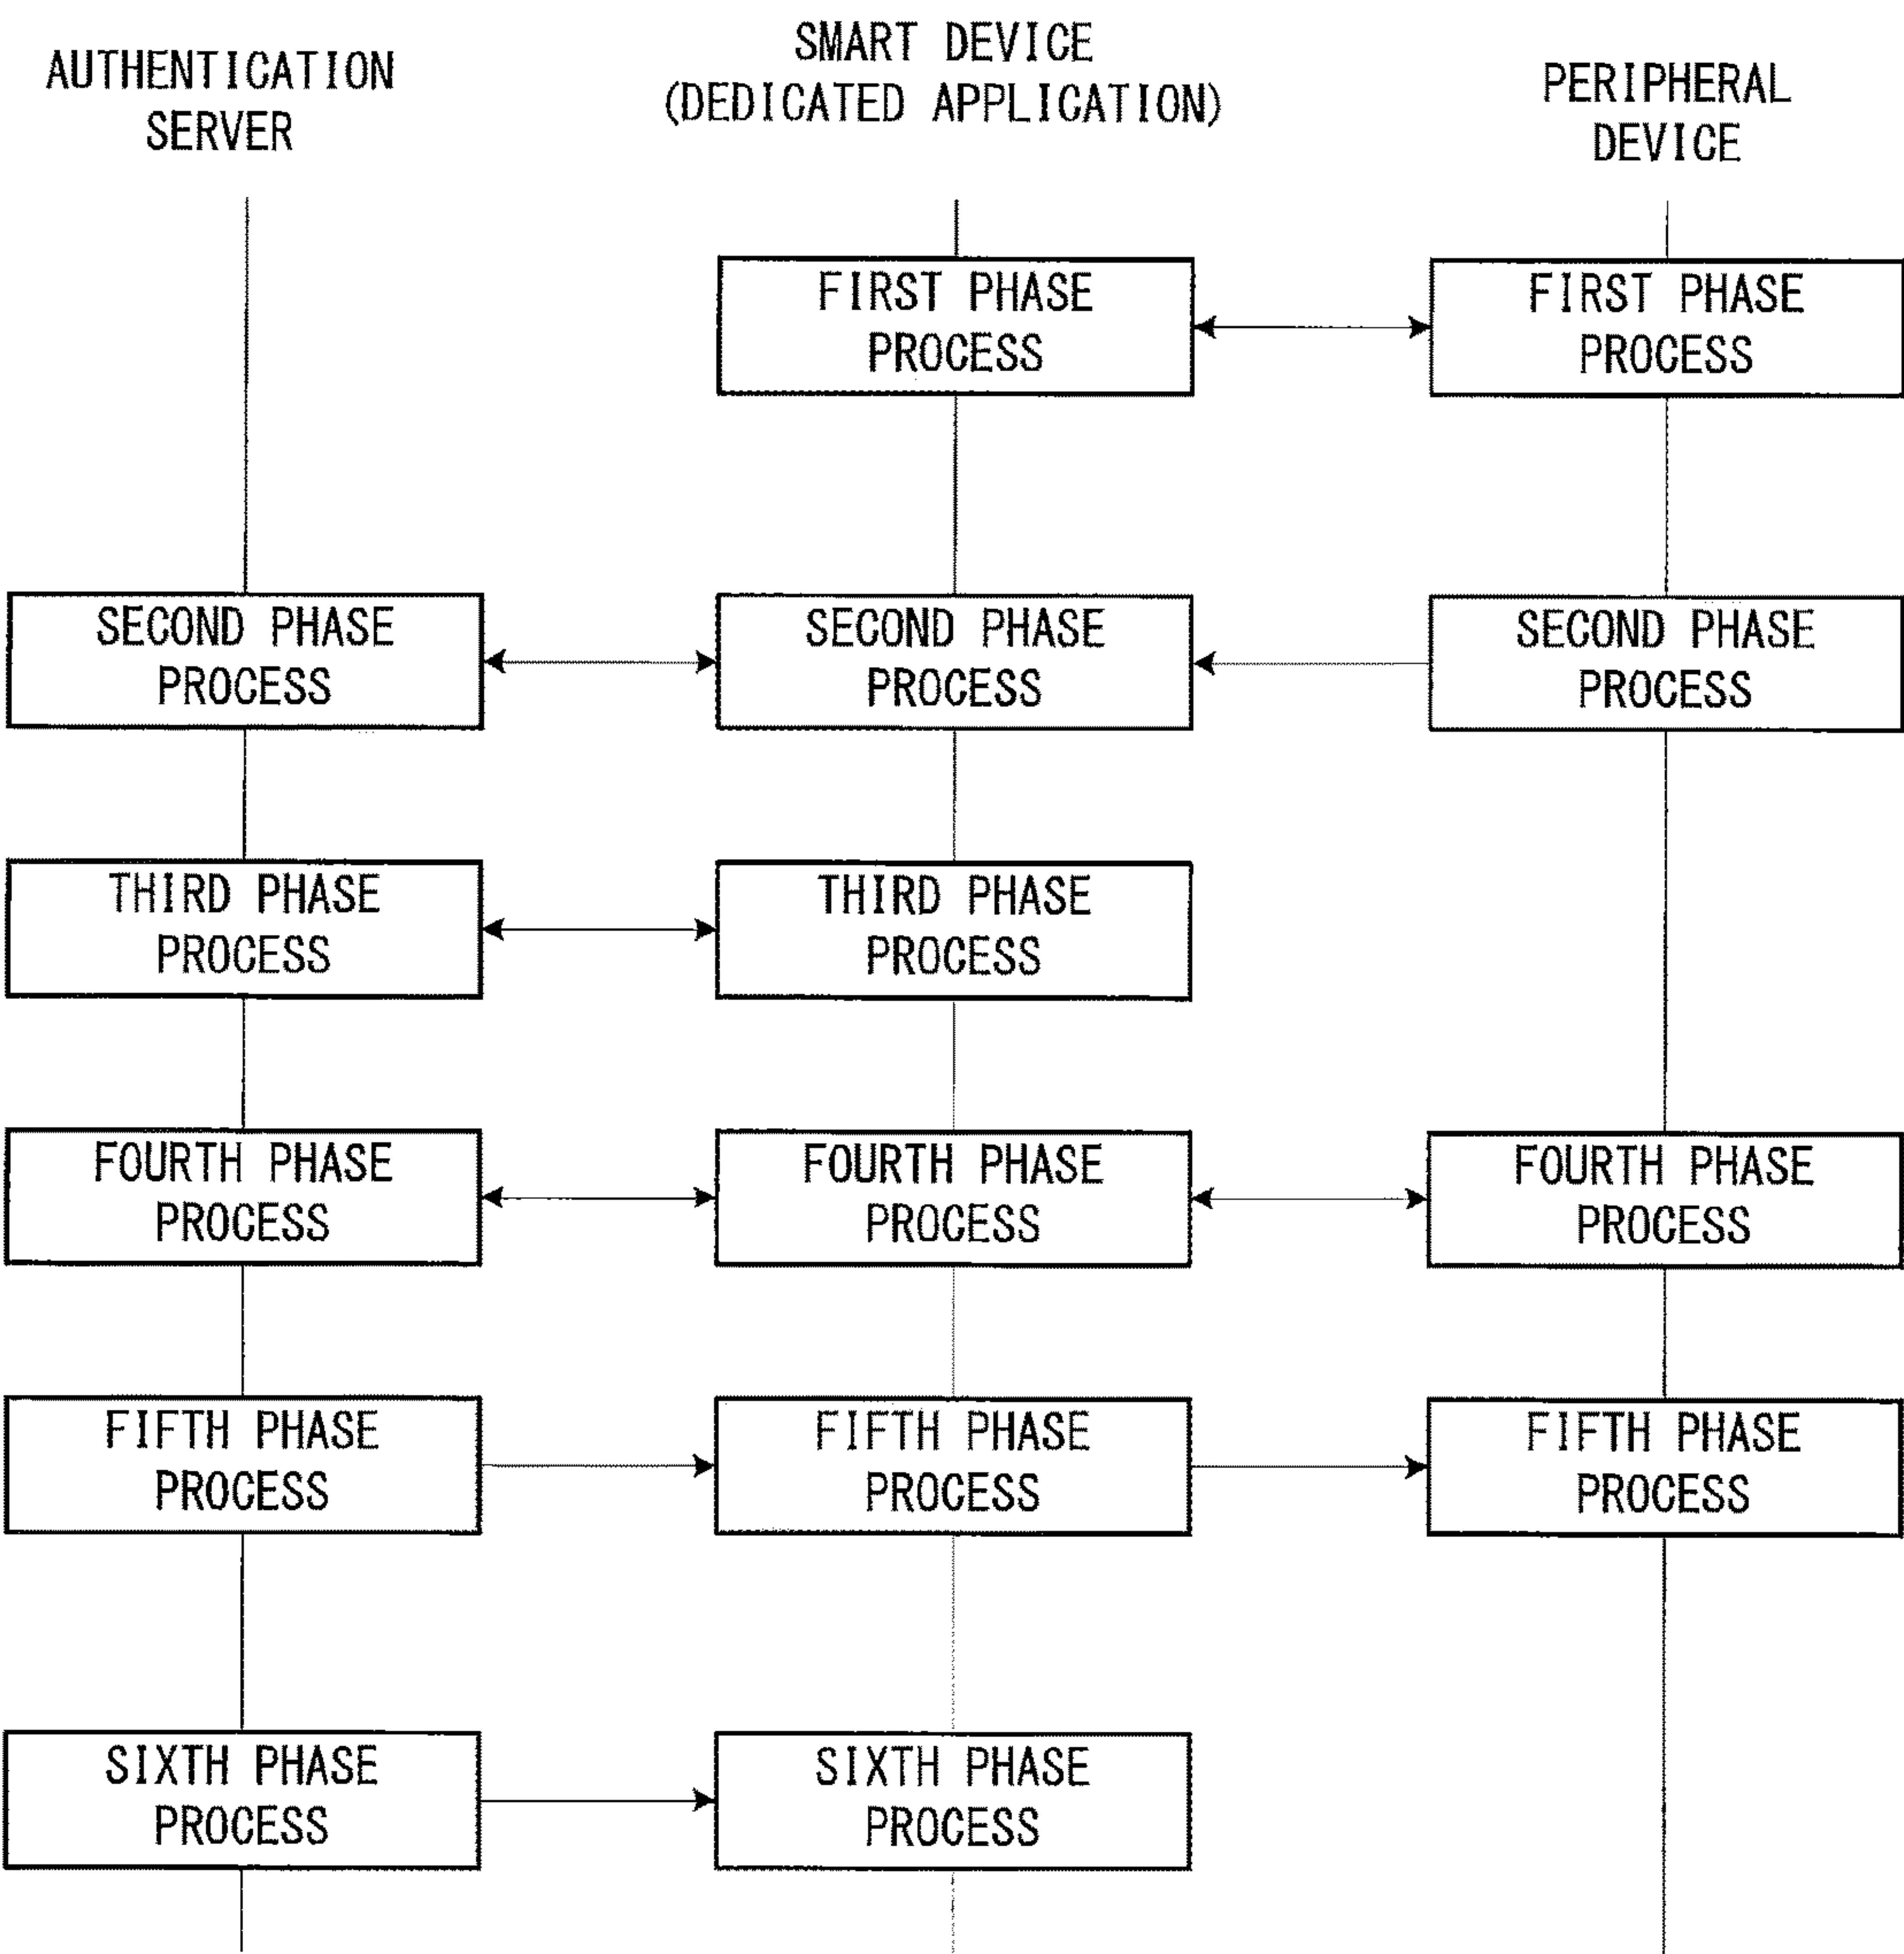 AUTHENTICATION
SERVER
SMART DEVICE
(DEDICATED APPLICATION)
PERIPHERAL
DEVICE
FIRST PHASE
PROCESS
FIRST PHASE
PROCESS
SECOND PHASE
PROCESS
SECOND PHASE
PROCESS
SECOND PHASE
PROCESS
THIRD PHASE
PROCESS
THIRD PHASE
PROCESS
FOURTH PHASE
PROCESS
FOURTH PHASE
PROCESS
FOURTH PHASE
PROCESS
FIFTH PHASE
PROCESS
FIFTH PHASE
PROCESS
FIFTH PHASE
PROCESS
SIXTH PHASE
PROCESS
SIXTH PHASE
PROCESS